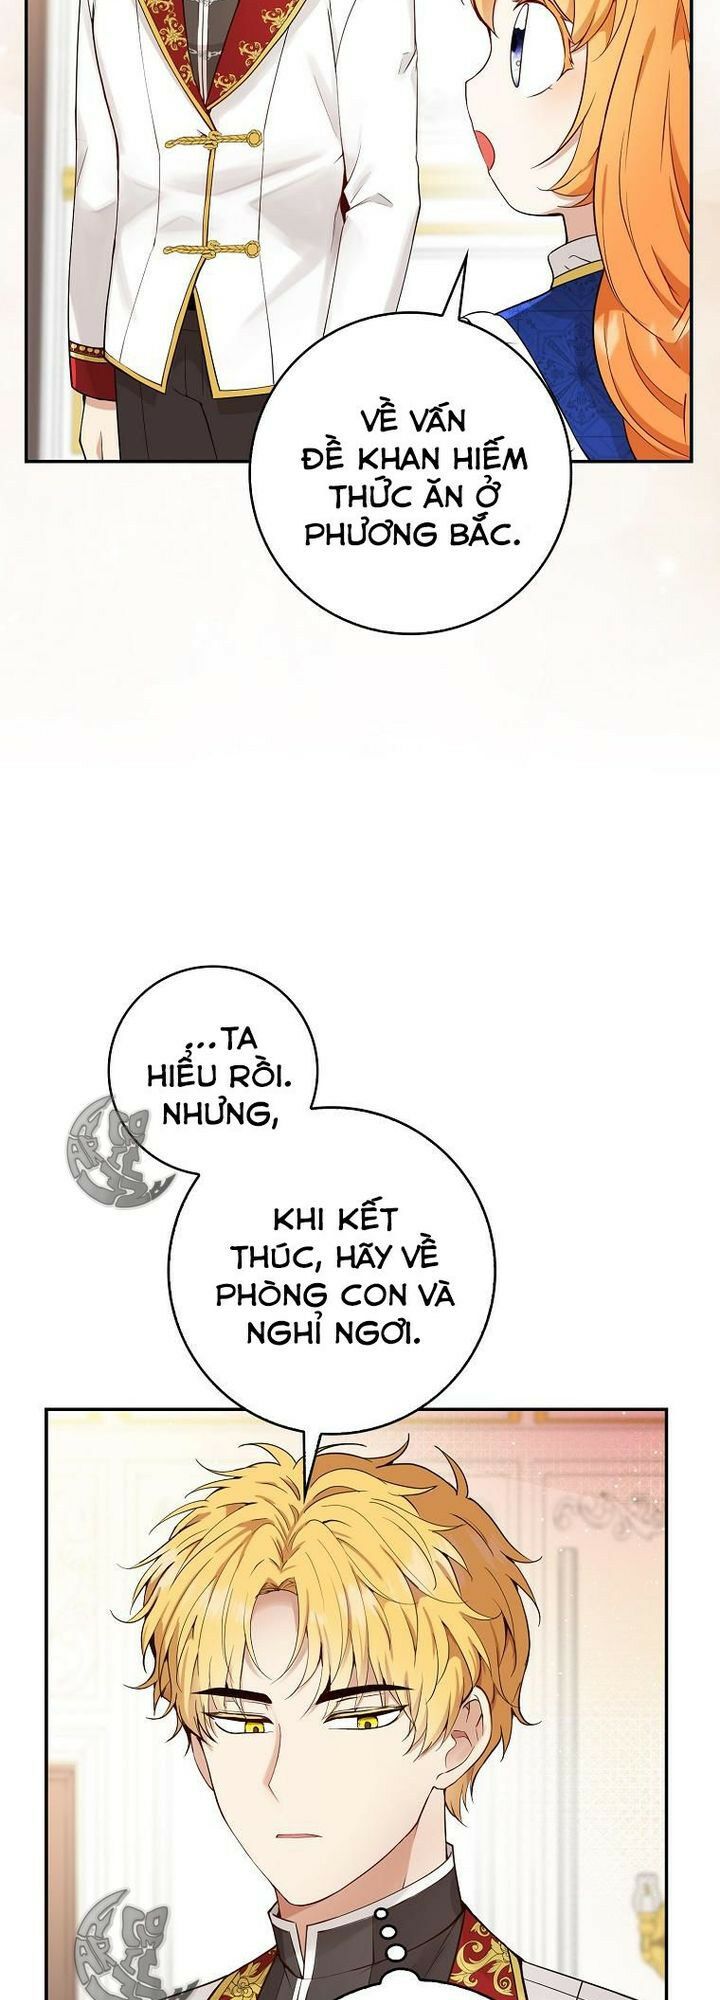 VỀ VẤN
ĐỀ KHAN HIẾM
THỨC ĂN Ở
PHƯƠNG BẮC.
...TA
HIỂU RỒI.
NHƯNG,
KHI KẾT
THÚC, HÃY VỀ
PHÒNG CON VÀ
NGHỈ NGƠI.